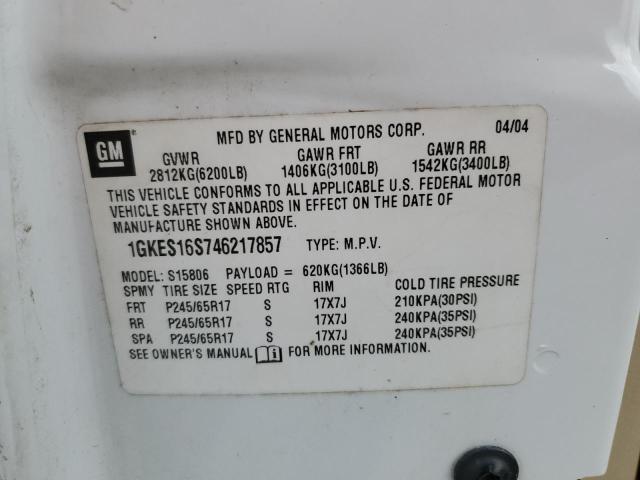 MFD BY GENERAL MOTORS CORP. 04/04
GM
GVWR GAWR FRT GAWR RR
2812KG(6200LB) 1406KG(3100LB) 1542KG(3400LB)
THIS VEHICLE CONFORMS TO ALL APPLICABLE U.S. FEDERAL MOTOR
VEHICLE SAFETY STANDARDS IN EFFECT ON THE DATE OF
MANUFACTURE SHOWN ABOVE.
1GKES16S746217857 TYPE: M.P.V.
MODEL: S15806 PAYLOAD = 620KG(1366LB)
SPMY TIRE SIZE SPEED RTG RIM COLD TIRE PRESSURE
FRT P245/65R17 S 17X7J 210KPA(30PSI)
RR P245/65R17 S 17X7J 240KPA(35PSI)
SPA P245/65R17 S 17X7J 240KPA(35PSI)
SEE OWNER'S MANUAL FOR MORE INFORMATION.